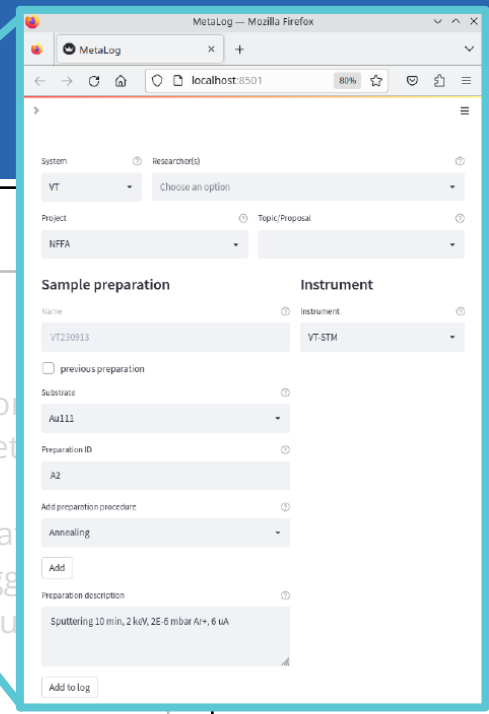 MetaLog — Mozilla Firefox
MetaLog
localhost:8501
80%
System
Researcher(s)
VT
Choose an option
Project
Topic/Proposal
NFFA
Sample preparation
Instrument
Name
Instrument
VT230913
VT-STM
previous preparation
Substrate
Au111
Preparation ID
A2
Add preparation procedure
Annealing
Add
Preparation description
Sputtering 10 min, 2 keV, 2E-6 mbar Ar+, 6 uA
Add to log